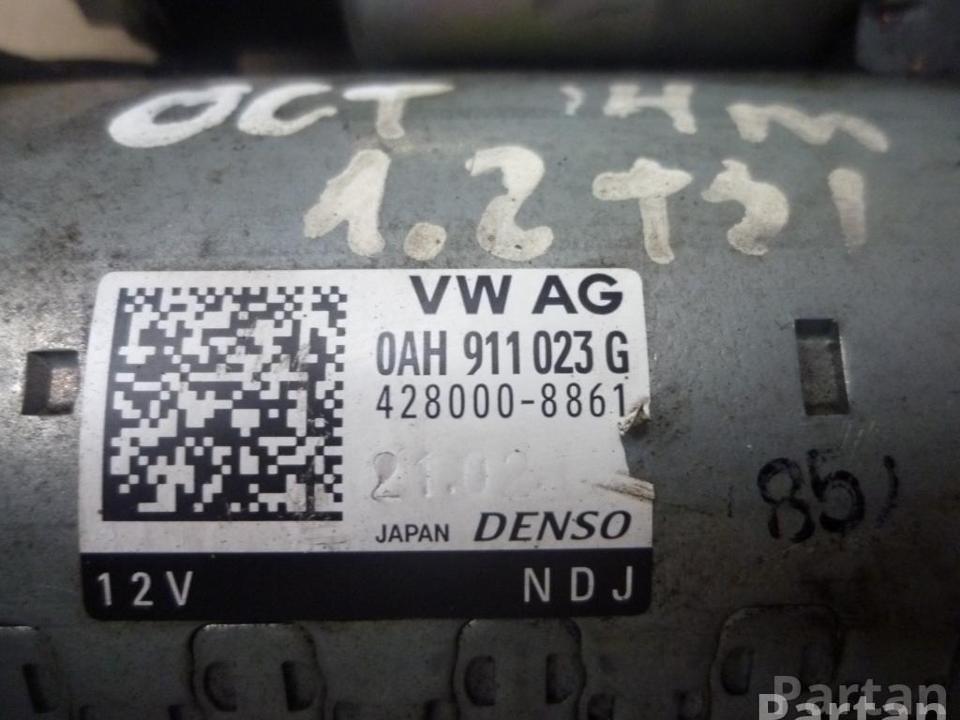 OCT
1.2 TSI
VW AG
0AH 911 023 G
428000-8861
21.02.
JAPAN DENSO
12V NDJ
85
Partan
Partan